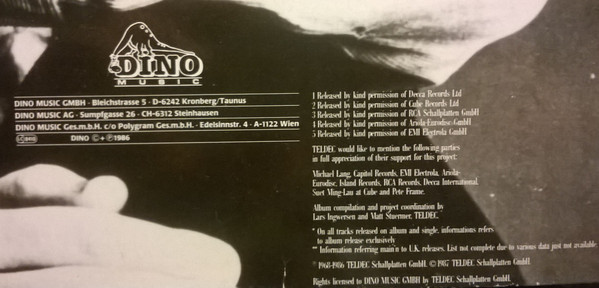 DINO
MUSIC
DINO MUSIC GMBH · Bleichstrasse 5 · D-6242 Kronberg/Taunus
DINO MUSIC AG · Sumpfgasse 26 · CH-6312 Steinhausen
DINO MUSIC Ges.m.b.H. c/o Polygram Ges.m.b.H. · Edelsinnstr. 4 · A-1122 Wien
DINO © + ℗ 1986
1 Released by kind permission of Decca Records Ltd
2 Released by kind permission of Cube Records Ltd
3 Released by kind permission of RCA Schallplatten GmbH
4 Released by kind permission of Ariola-Eurodisc-GmbH
5 Released by kind permission of EMI Electrola GmbH
TELDEC would like to mention the following parties
in full appreciation of their support for this project:
Michael Lang, Capitol Records, EMI Electrola, Ariola-
Eurodisc, Island Records, RCA Records, Decca International,
Surt Ming-Lau at Cube and Pete Frame.
Album compilation and project coordination by
Lars Ingwersen and Matt Stuermer, TELDEC.
* On all tracks released on album and single, informations refers
to album release exclusively
** Information referring main'n to U.K. releases. List not complete due to various data just not available
℗ 1968-1986 TELDEC Schallplatten GmbH. © 1987 TELDEC Schallplatten GmbH.
Rights licensed to DINO MUSIC GMBH by TELDEC Schallplatten GmbH.